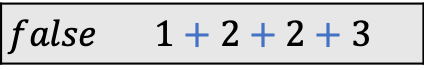 false 1 + 2 + 2 + 3